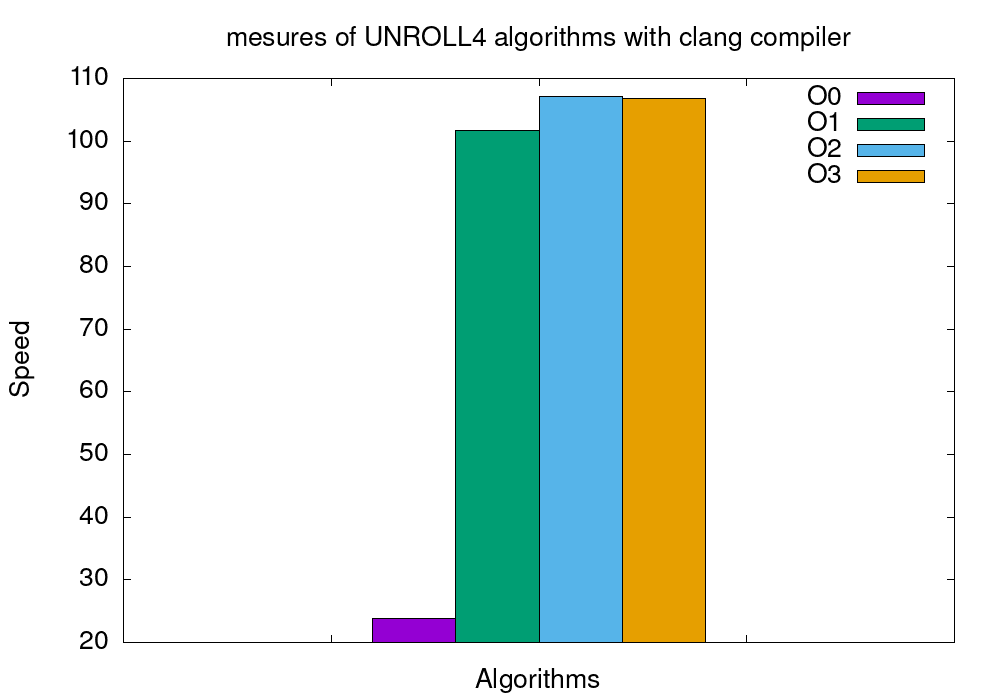 mesures of UNROLL4 algorithms with clang compiler
110
100
90
80
70
60
50
40
30
20
Speed
Algorithms
O0
O1
O2
O3